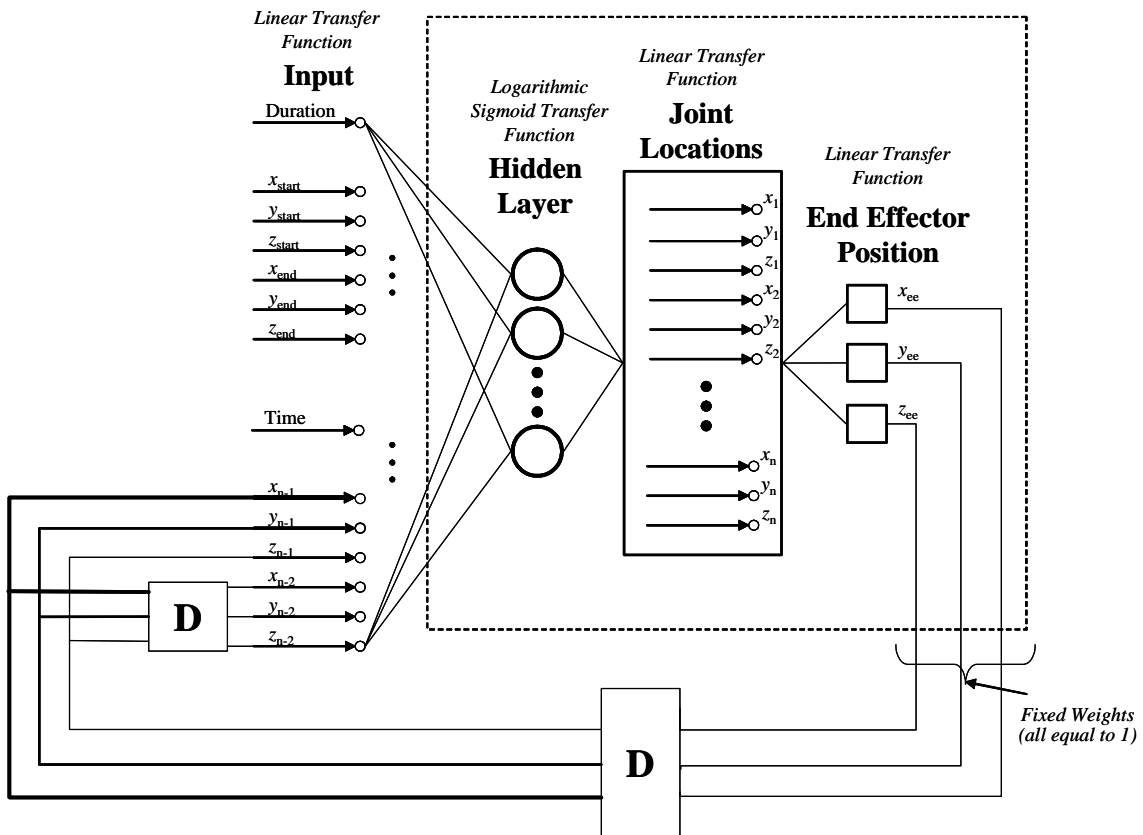 Linear Transfer
Function
Input
Duration
x_start
y_start
z_start
x_end
y_end
z_end
Time
x_n-1
y_n-1
z_n-1
x_n-2
y_n-2
z_n-2
D
Logarithmic
Sigmoid Transfer
Function
Hidden
Layer
Linear Transfer
Function
Joint
Locations
x_1
y_1
z_1
x_2
y_2
z_2
x_n
y_n
z_n
Linear Transfer
Function
End Effector
Position
x_ee
y_ee
z_ee
Fixed Weights
(all equal to 1)
D